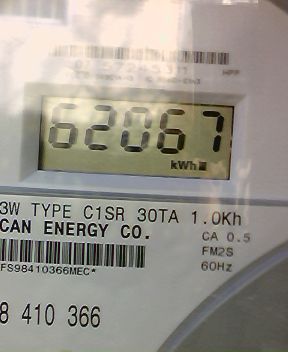 62067
kWh
3W TYPE C1SR 30TA 1.0Kh
CAN ENERGY CO.
CA 0.5
FM2S
60Hz
FS98410366MEC*
8 410 366